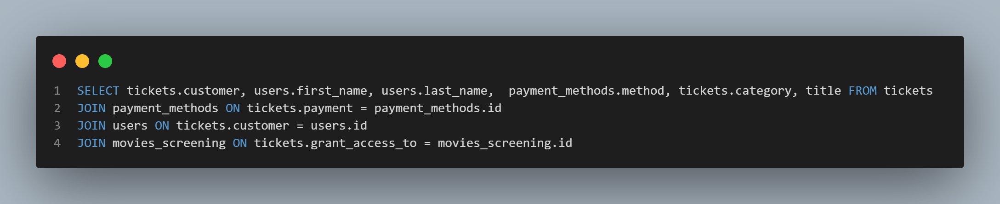 1 SELECT tickets.customer, users.first_name, users.last_name,  payment_methods.method, tickets.category, title FROM tickets
2 JOIN payment_methods ON tickets.payment = payment_methods.id
3 JOIN users ON tickets.customer = users.id
4 JOIN movies_screening ON tickets.grant_access_to = movies_screening.id